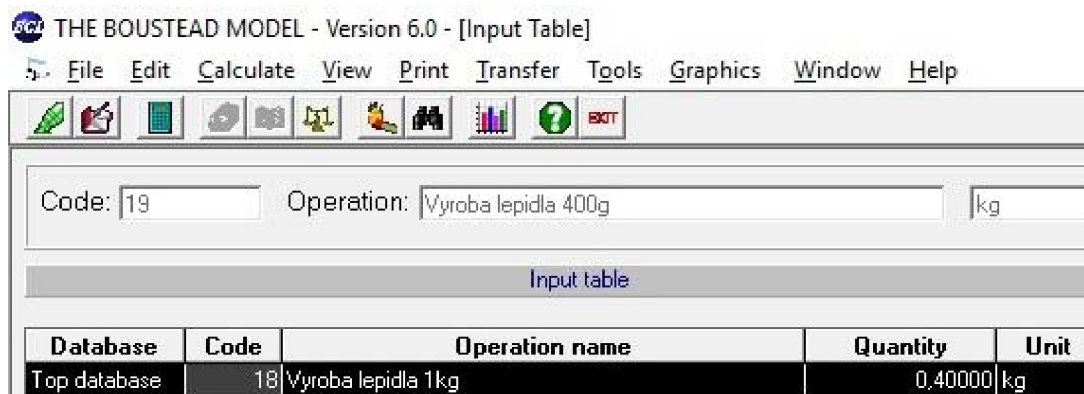 BCL THE BOUSTEAD MODEL - Version 6.0 - [Input Table]
File Edit Calculate View Print Transfer Tools Graphics Window Help
EXIT
Code: 19 Operation: Vyroba lepidla 400g kg
Input table
Database Code Operation name Quantity Unit
Top database 18 Vyroba lepidla 1kg 0,40000 kg